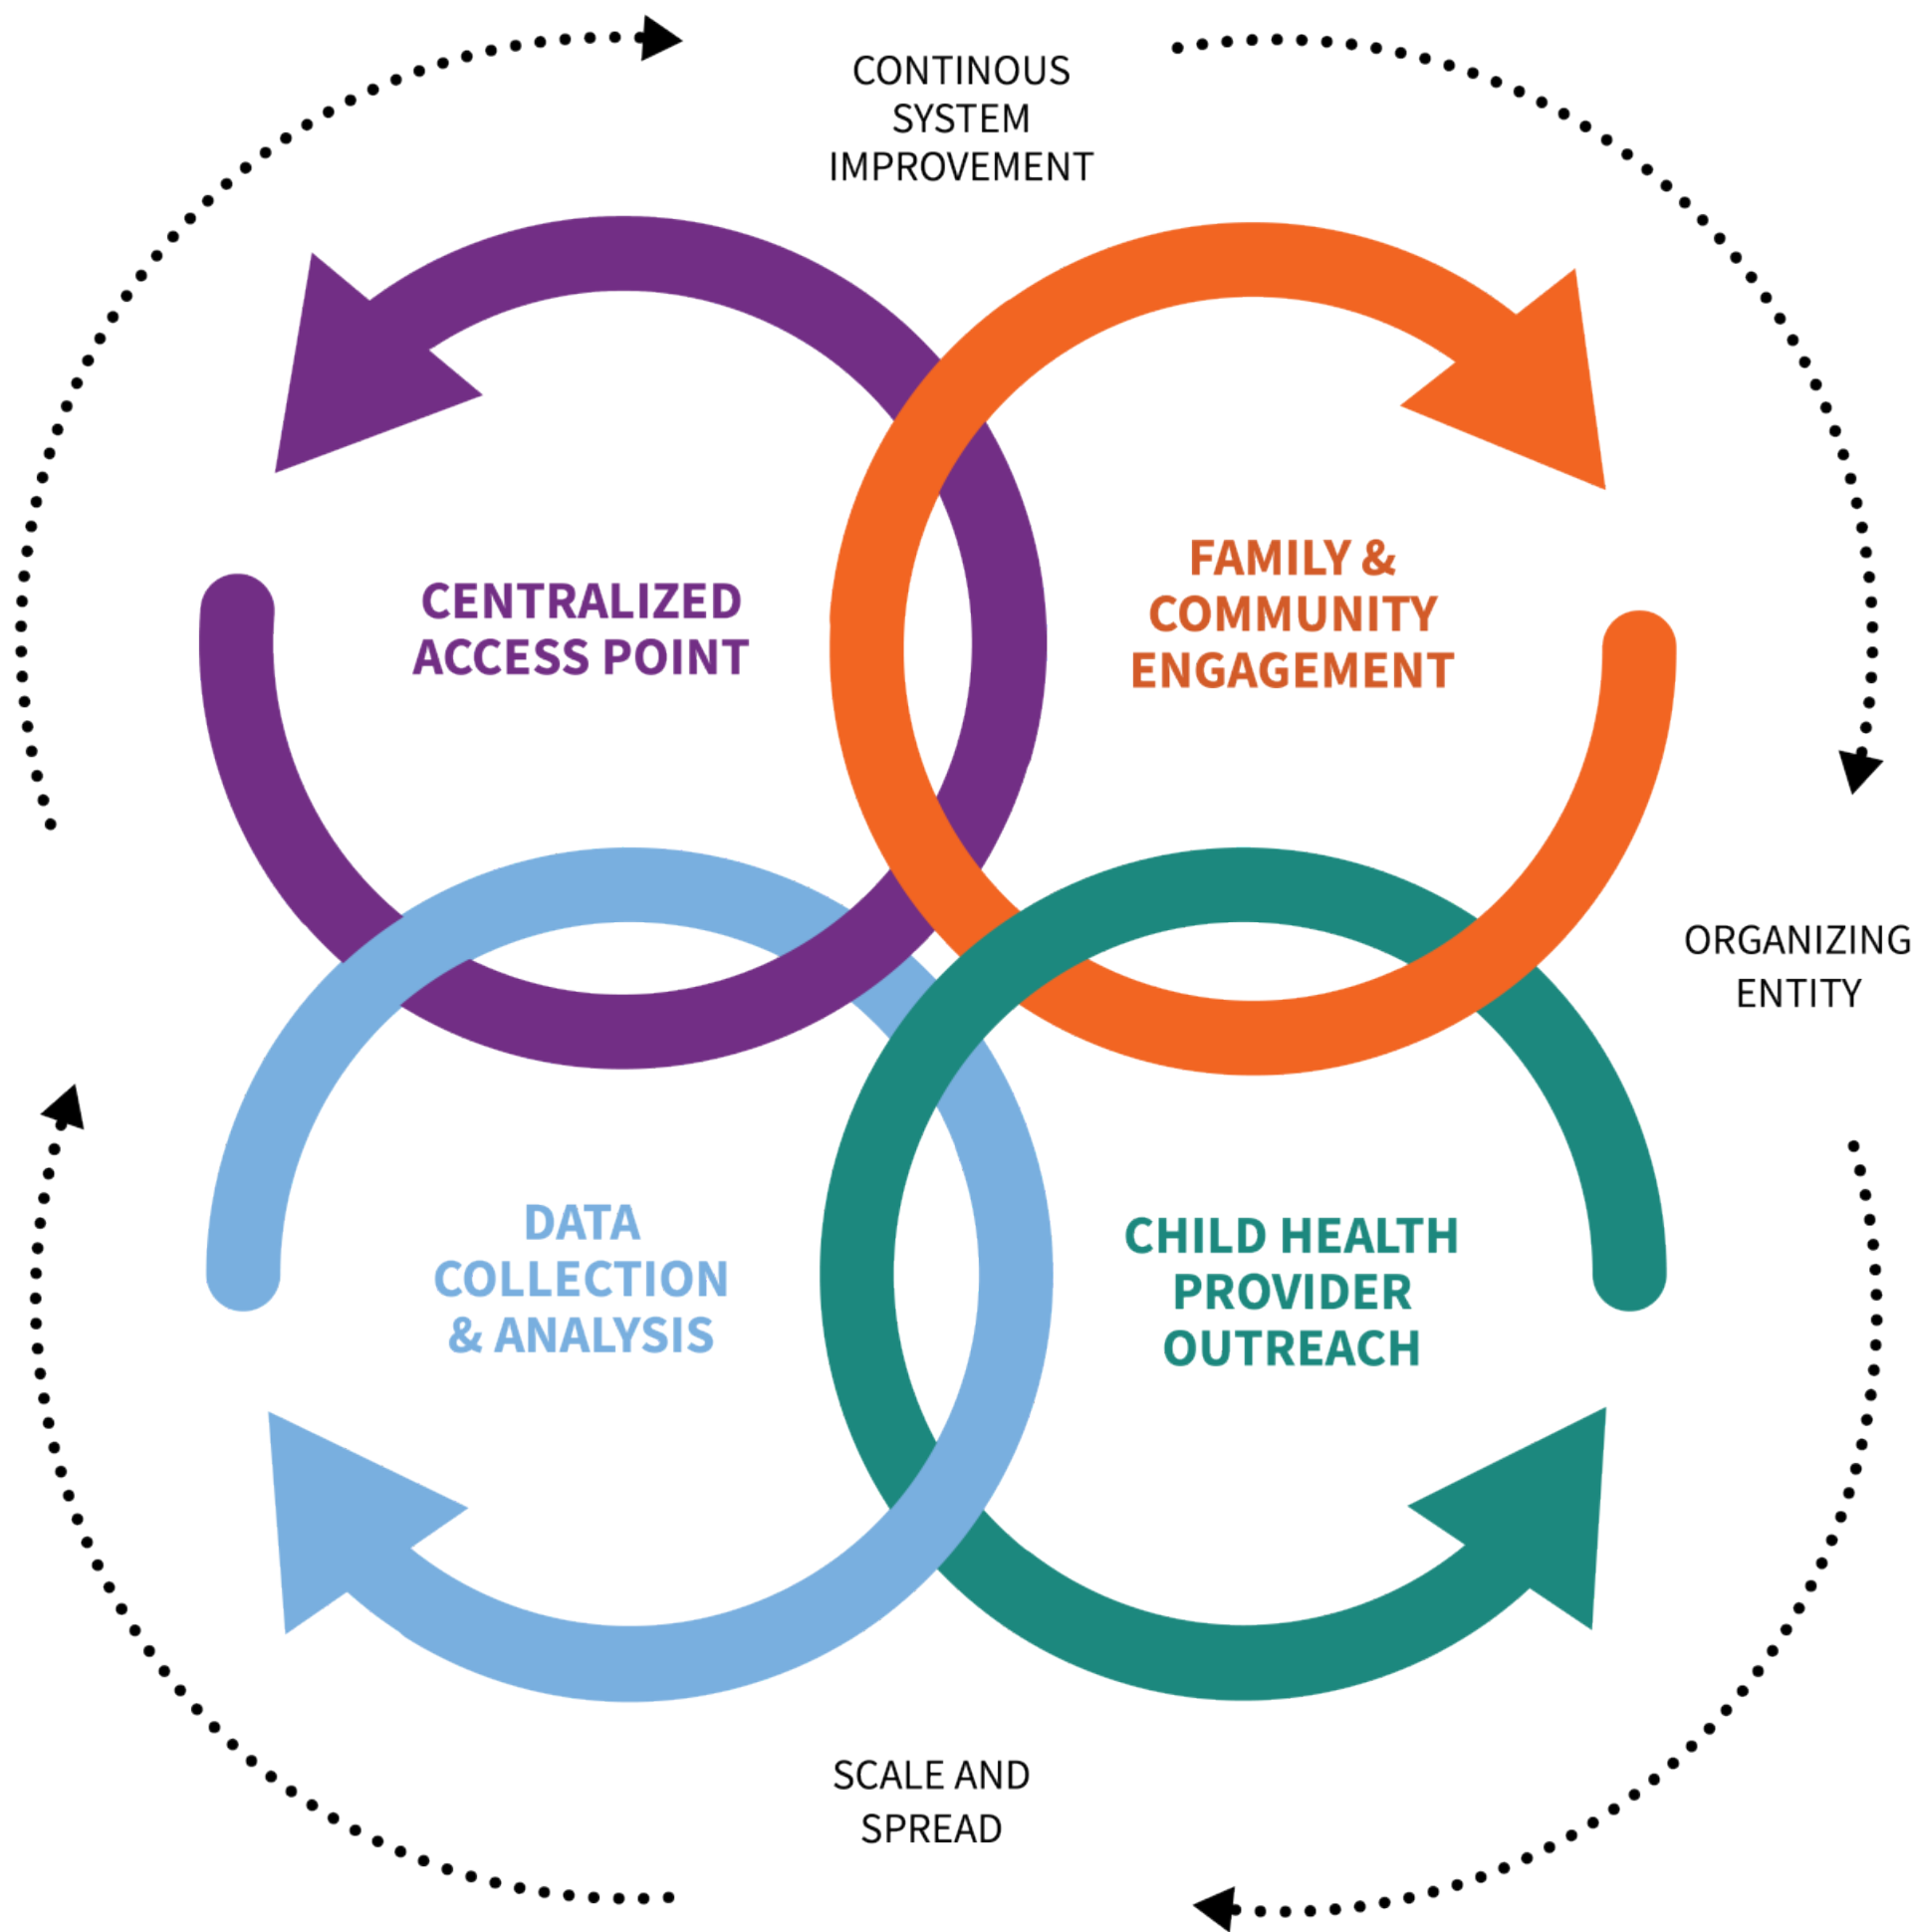 CONTINOUS
SYSTEM
IMPROVEMENT
CENTRALIZED
ACCESS POINT
FAMILY &
COMMUNITY
ENGAGEMENT
ORGANIZING
ENTITY
DATA
COLLECTION
& ANALYSIS
CHILD HEALTH
PROVIDER
OUTREACH
SCALE AND
SPREAD